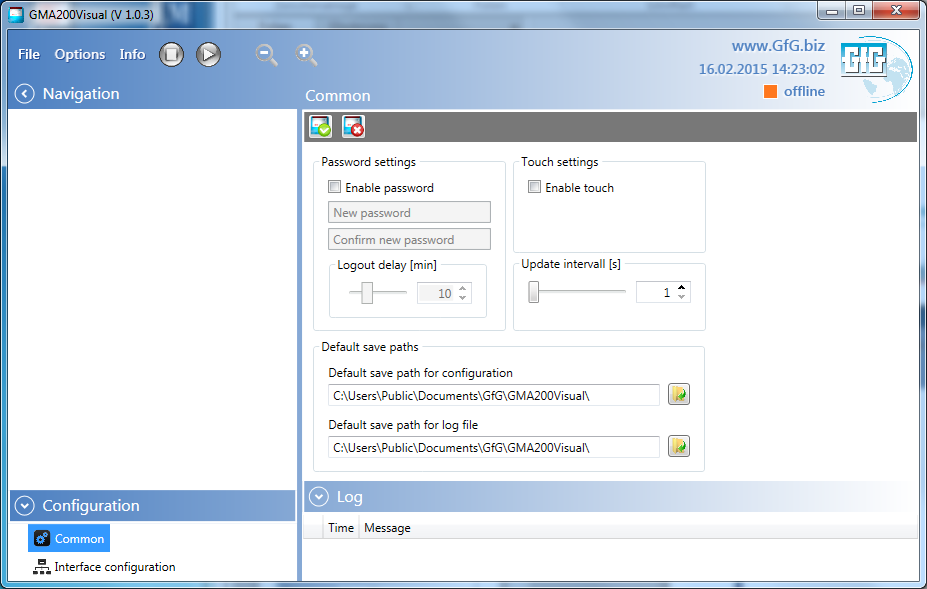 GMA200Visual (V 1.0.3)
File Options Info
www.GfG.biz
16.02.2015 14:23:02
offline
GfG
Navigation
Common
Password settings
Enable password
New password
Confirm new password
Logout delay [min]
10
Touch settings
Enable touch
Update intervall [s]
1
Default save paths
Default save path for configuration
C:\Users\Public\Documents\GfG\GMA200Visual\
Default save path for log file
C:\Users\Public\Documents\GfG\GMA200Visual\
Configuration
Common
Interface configuration
Log
Time Message